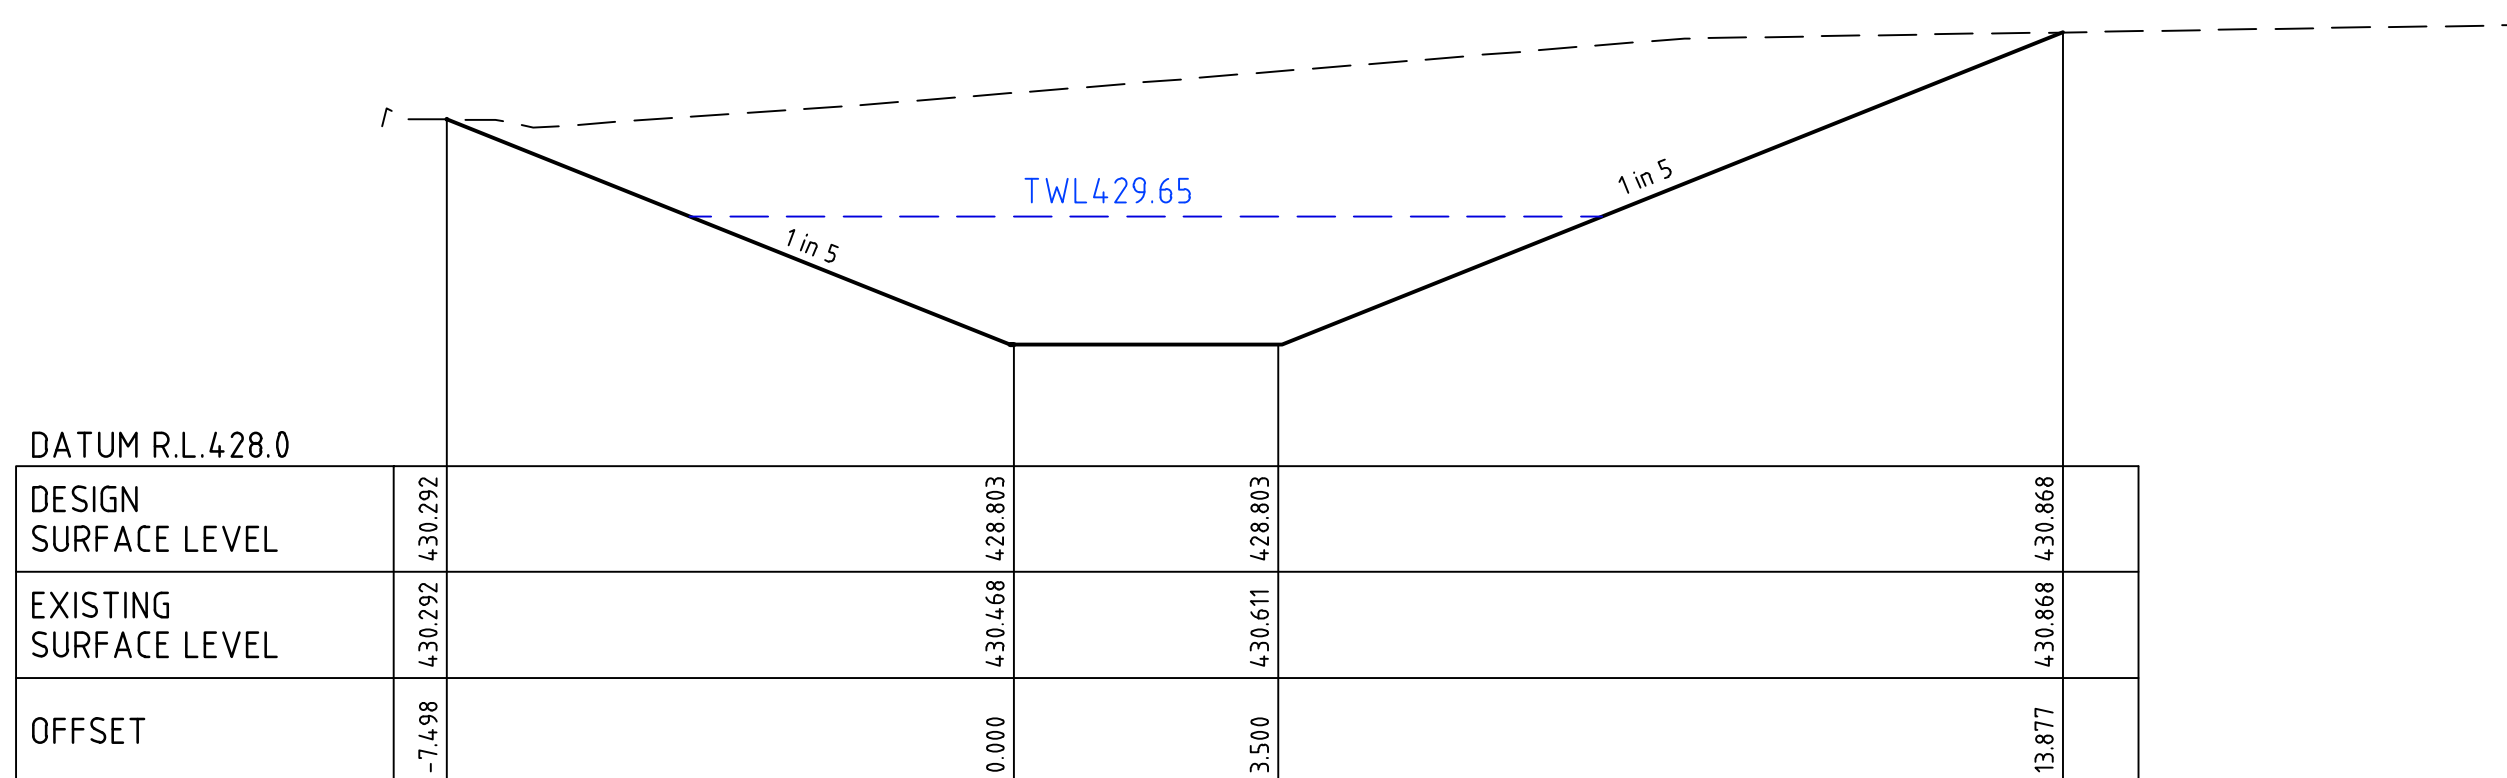 TWL429.65
1 in 5
1 in 5
DATUM R.L.428.0
DESIGN
SURFACE LEVEL
430.292
428.803
428.803
430.868
EXISTING
SURFACE LEVEL
430.292
430.468
430.611
430.868
OFFSET
-7.498
0.000
3.500
13.877